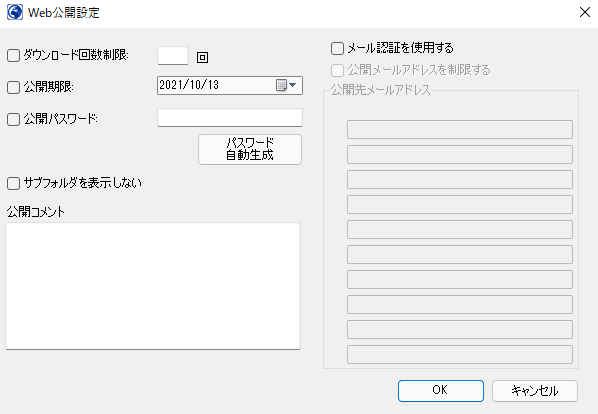 Web公開設定
ダウンロード回数制限:
回
公開期限:
2021/10/13
公開パスワード:
パスワード
自動生成
サブフォルダを表示しない
公開コメント
メール認証を使用する
公開メールアドレスを制限する
公開先メールアドレス
OK
キャンセル